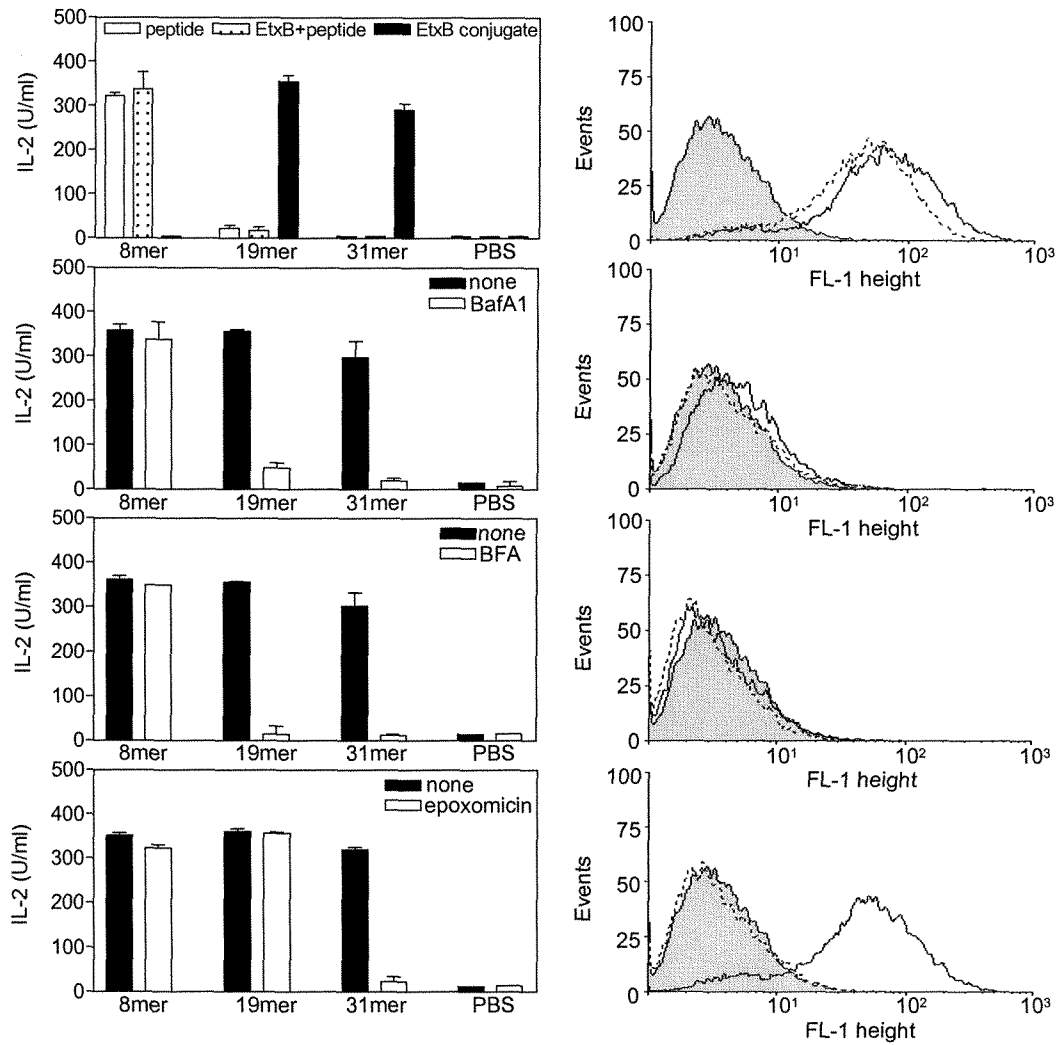 500
400
300
200
100
0
IL-2 (U/ml)
peptide EtxB+peptide EtxB conjugate
8mer 19mer 31mer PBS
100
75
50
25
0
Events
10¹ 10² 10³
FL-1 height
500
400
300
200
100
0
IL-2 (U/ml)
none
BafA1
8mer 19mer 31mer PBS
100
75
50
25
0
Events
10¹ 10² 10³
FL-1 height
500
400
300
200
100
0
IL-2 (U/ml)
none
BFA
8mer 19mer 31mer PBS
100
75
50
25
0
Events
10¹ 10² 10³
FL-1 height
500
400
300
200
100
0
IL-2 (U/ml)
none
epoxomicin
8mer 19mer 31mer PBS
100
75
50
25
0
Events
10¹ 10² 10³
FL-1 height